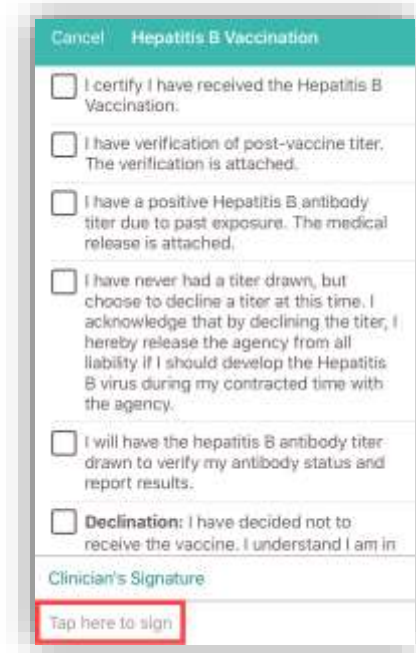 Cancel Hepatitis B Vaccination
I certify I have received the Hepatitis B
Vaccination.
I have verification of post-vaccine titer.
The verification is attached.
I have a positive Hepatitis B antibody
titer due to past exposure. The medical
release is attached.
I have never had a titer drawn, but
choose to decline a titer at this time. I
acknowledge that by declining the titer, I
hereby release the agency from all
liability if I should develop the Hepatitis
B virus during my contracted time with
the agency.
I will have the hepatitis B antibody titer
drawn to verify my antibody status and
report results.
Declination: I have decided not to
receive the vaccine. I understand I am in
Clinician's Signature
Tap here to sign